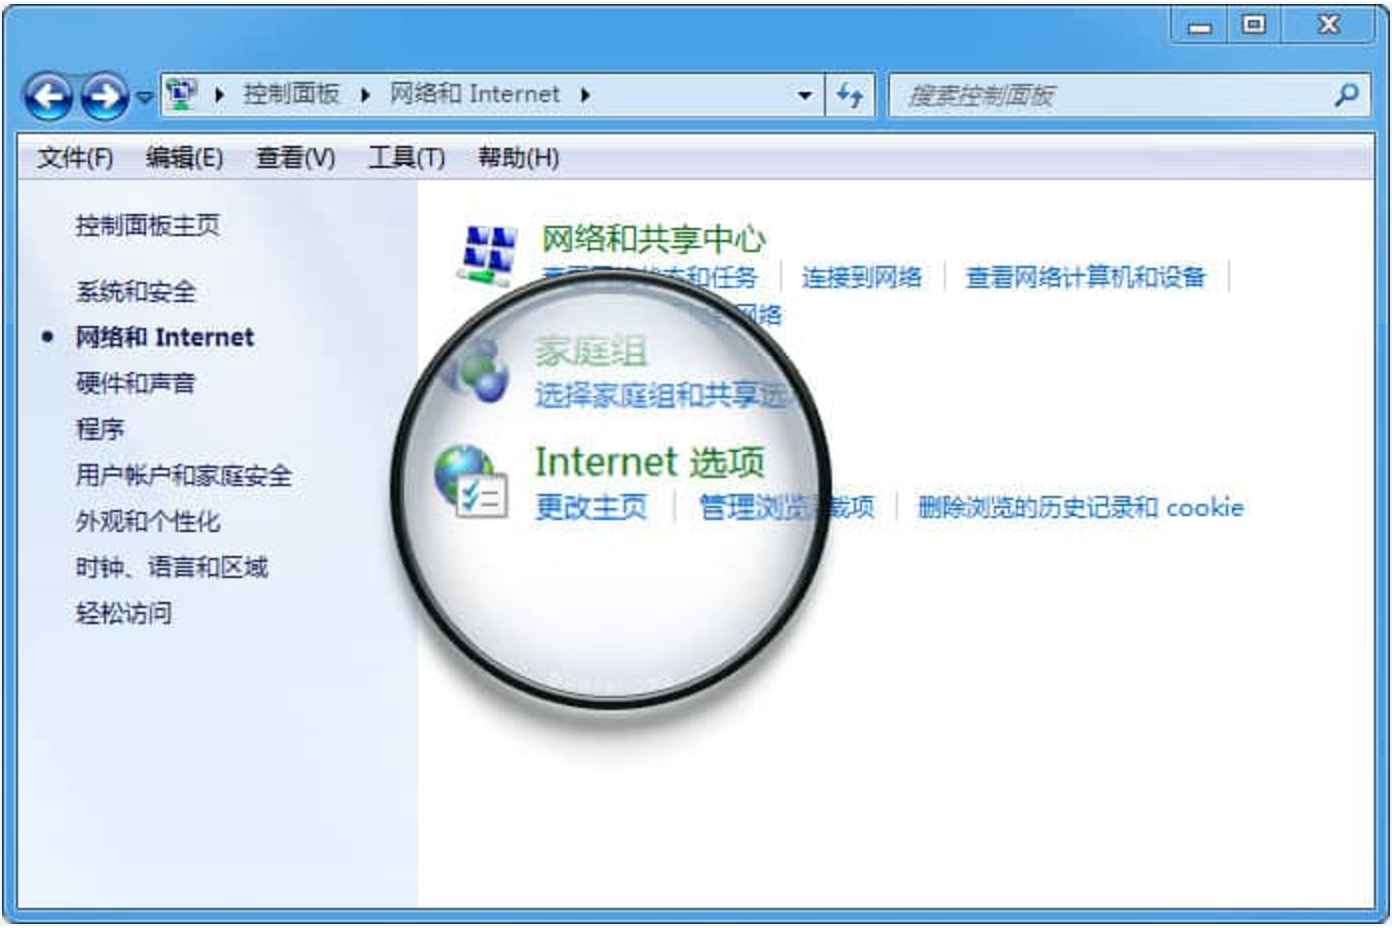 控制面板 网络和 Internet 搜索控制面板
文件(F) 编辑(E) 查看(V) 工具(T) 帮助(H)
控制面板主页
系统和安全
网络和 Internet
硬件和声音
程序
用户帐户和家庭安全
外观和个性化
时钟、语言和区域
轻松访问
网络和共享中心
查看网络状态和任务 连接到网络 查看网络计算机和设备
网络
家庭组
选择家庭组和共享选
Internet 选项
更改主页 管理浏览 载项 删除浏览的历史记录和 cookie